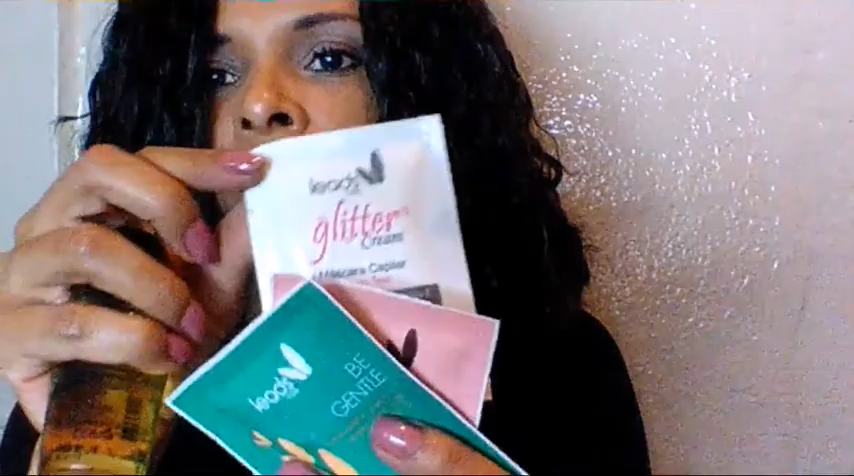 leads
glitter
Cream
Máscara Capilar
leads
BE
GENTLE